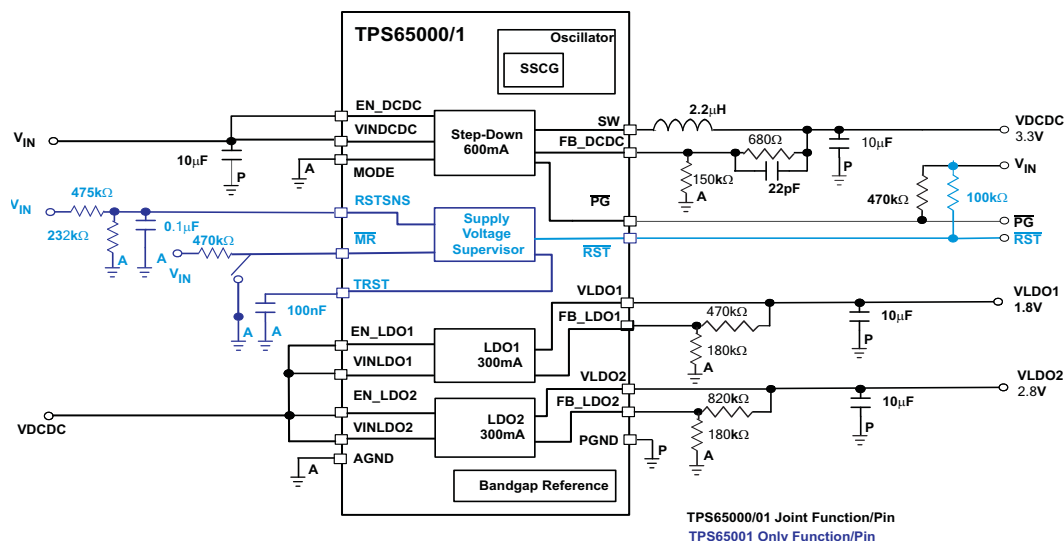 TPS65000/1
Oscillator
SSCG
EN_DCDC
VINDCDC
MODE
Step-Down
600mA
SW
FB_DCDC
PG
2.2μH
680Ω
22pF
150kΩ
A
10μF
P
VDCDC
3.3V
VIN
470kΩ
100kΩ
PG
RST
VIN
10μF
P
A
475kΩ
VIN
232kΩ
A
0.1μF
A
470kΩ
VIN
A
100nF
A
RSTSNS
MR
TRST
Supply
Voltage
Supervisor
RST
EN_LDO1
VINLDO1
LDO1
300mA
VLDO1
FB_LDO1
470kΩ
180kΩ
A
10μF
P
VLDO1
1.8V
EN_LDO2
VINLDO2
LDO2
300mA
VLDO2
FB_LDO2
820kΩ
180kΩ
A
10μF
P
VLDO2
2.8V
VDCDC
AGND
A
PGND
P
Bandgap Reference
TPS65000/01 Joint Function/Pin
TPS65001 Only Function/Pin